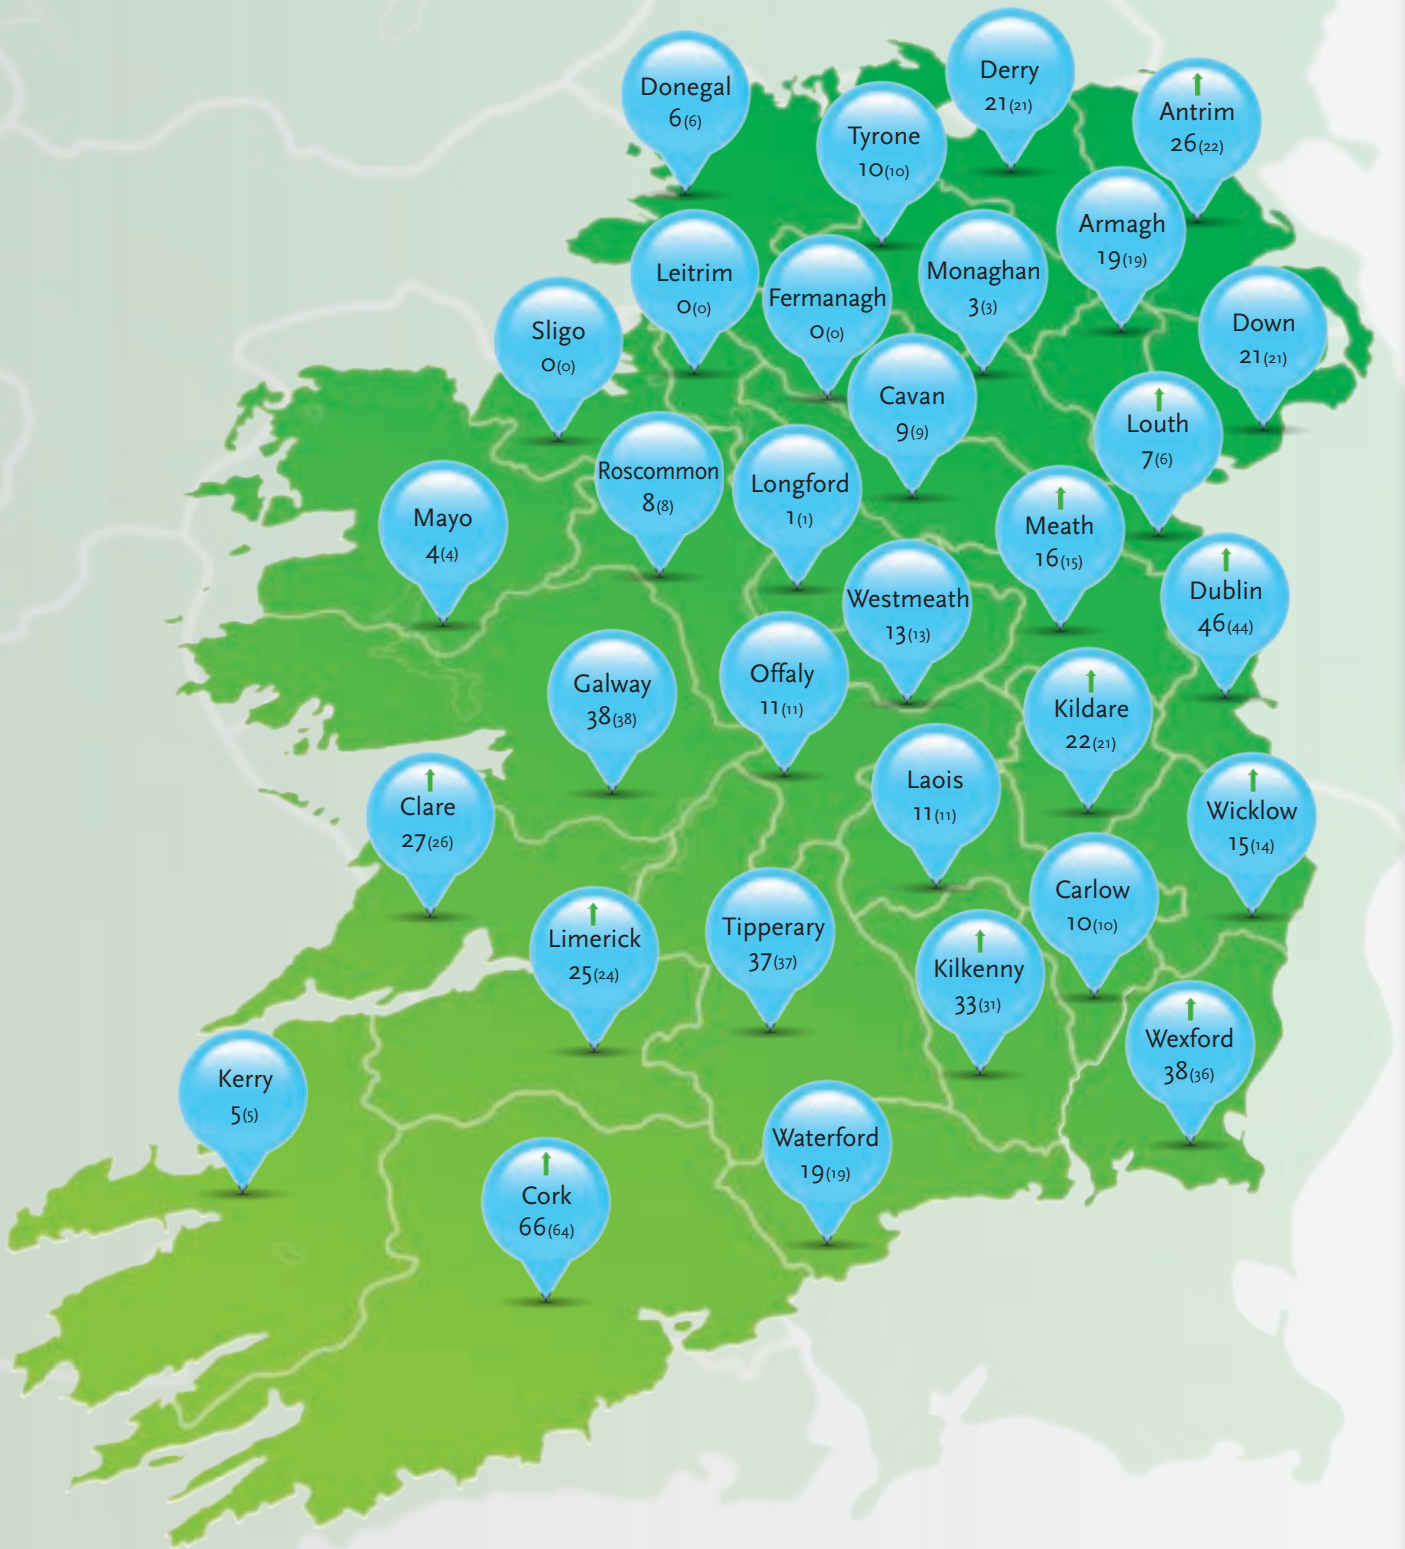 Donegal
6(6)
Derry
21(21)
Antrim
26(22)
Tyrone
10(10)
Armagh
19(19)
Leitrim
0(0)
Fermanagh
0(0)
Monaghan
3(3)
Down
21(21)
Sligo
0(0)
Cavan
9(9)
Louth
7(6)
Roscommon
8(8)
Longford
1(1)
Mayo
4(4)
Meath
16(15)
Westmeath
13(13)
Dublin
46(44)
Galway
38(38)
Offaly
11(11)
Kildare
22(21)
Clare
27(26)
Laois
11(11)
Wicklow
15(14)
Limerick
25(24)
Tipperary
37(37)
Carlow
10(10)
Kilkenny
33(31)
Wexford
38(36)
Kerry
5(5)
Waterford
19(19)
Cork
66(64)